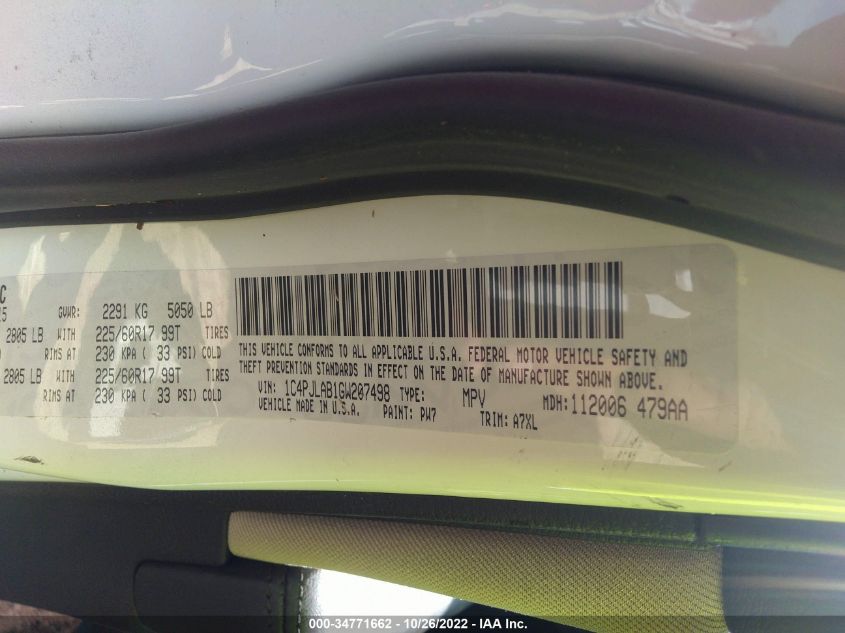 C
15
GVWR: 2291 KG 5050 LB
2805 LB WITH 225/60R17 99T TIRES
RIMS AT 230 KPA ( 33 PSI) COLD
2805 LB WITH 225/60R17 99T TIRES
RIMS AT 230 KPA ( 33 PSI) COLD
THIS VEHICLE CONFORMS TO ALL APPLICABLE U.S.A. FEDERAL MOTOR VEHICLE SAFETY AND
THEFT PREVENTION STANDARDS IN EFFECT ON THE DATE OF MANUFACTURE SHOWN ABOVE.
VIN: 1C4PJLAB1GW207498 TYPE: MPV MDH:112006 479AA
VEHICLE MADE IN U.S.A. PAINT: PW7 TRIM: A7XL
000-34771662 - 10/26/2022 - IAA Inc.